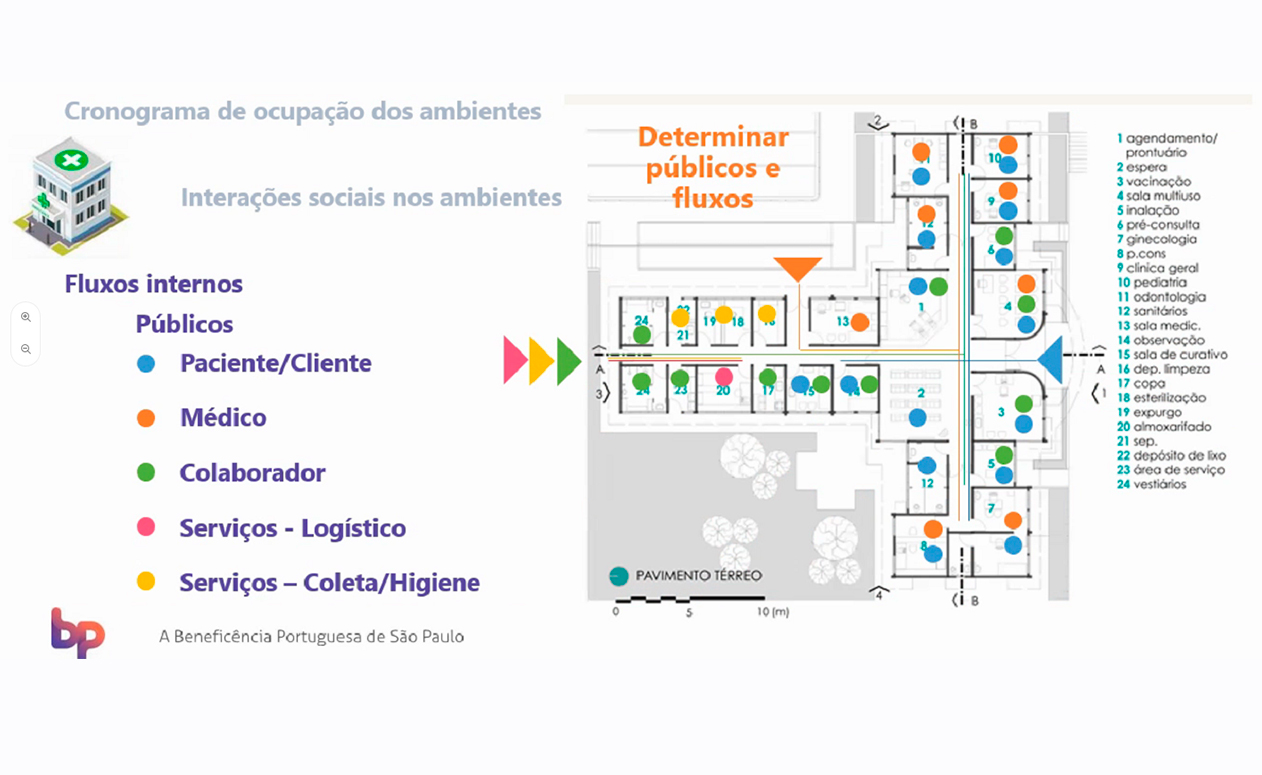 Cronograma de ocupação dos ambientes
Interações sociais nos ambientes
Fluxos internos
Públicos
Paciente/Cliente
Médico
Colaborador
Serviços - Logístico
Serviços – Coleta/Higiene
bp
A Beneficência Portuguesa de São Paulo
Determinar
públicos e
fluxos
2
B
10
9
12
6
1
4
24
22
21
19
18
13
A
3
24
23
20
17
2
3
A
1
5
12
7
8
4
B
PAVIMENTO TÉRREO
0
5
10 (m)
1 agendamento/
prontuário
2 espera
3 vacinação
4 sala multiuso
5 inalação
6 pré-consulta
7 ginecologia
8 p.cons
9 clínica geral
10 pediatria
11 odontologia
12 sanitários
13 sala medic.
14 observação
15 sala de curativo
16 dep. limpeza
17 copa
18 esterilização
19 expurgo
20 almoxarifado
21 sep.
22 depósito de lixo
23 área de serviço
24 vestiários